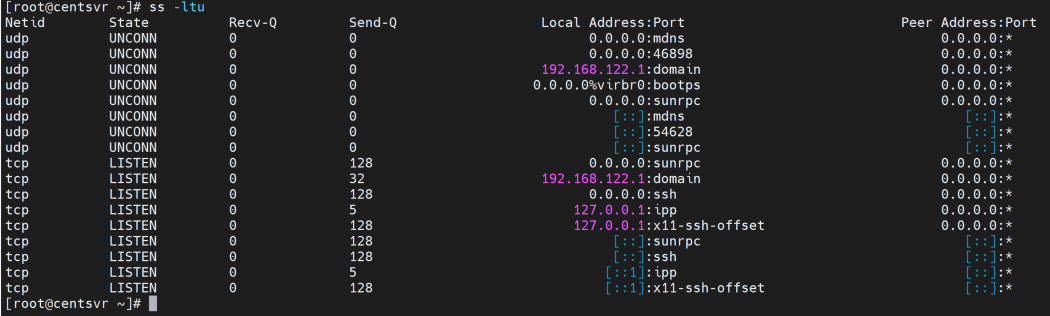 [root@centsvr ~]# ss -ltu
Netid State Recv-Q Send-Q Local Address:Port Peer Address:Port
udp UNCONN 0 0 0.0.0.0:mdns 0.0.0.0:*
udp UNCONN 0 0 0.0.0.0:46898 0.0.0.0:*
udp UNCONN 0 0 192.168.122.1:domain 0.0.0.0:*
udp UNCONN 0 0 0.0.0.0%virbr0:bootps 0.0.0.0:*
udp UNCONN 0 0 0.0.0.0:sunrpc 0.0.0.0:*
udp UNCONN 0 0 [::]:mdns [::]:*
udp UNCONN 0 0 [::]:54628 [::]:*
udp UNCONN 0 0 [::]:sunrpc [::]:*
tcp LISTEN 0 128 0.0.0.0:sunrpc 0.0.0.0:*
tcp LISTEN 0 32 192.168.122.1:domain 0.0.0.0:*
tcp LISTEN 0 128 0.0.0.0:ssh 0.0.0.0:*
tcp LISTEN 0 5 127.0.0.1:ipp 0.0.0.0:*
tcp LISTEN 0 128 127.0.0.1:x11-ssh-offset 0.0.0.0:*
tcp LISTEN 0 128 [::]:sunrpc [::]:*
tcp LISTEN 0 128 [::]:ssh [::]:*
tcp LISTEN 0 5 [::1]:ipp [::]:*
tcp LISTEN 0 128 [::1]:x11-ssh-offset [::]:*
[root@centsvr ~]#